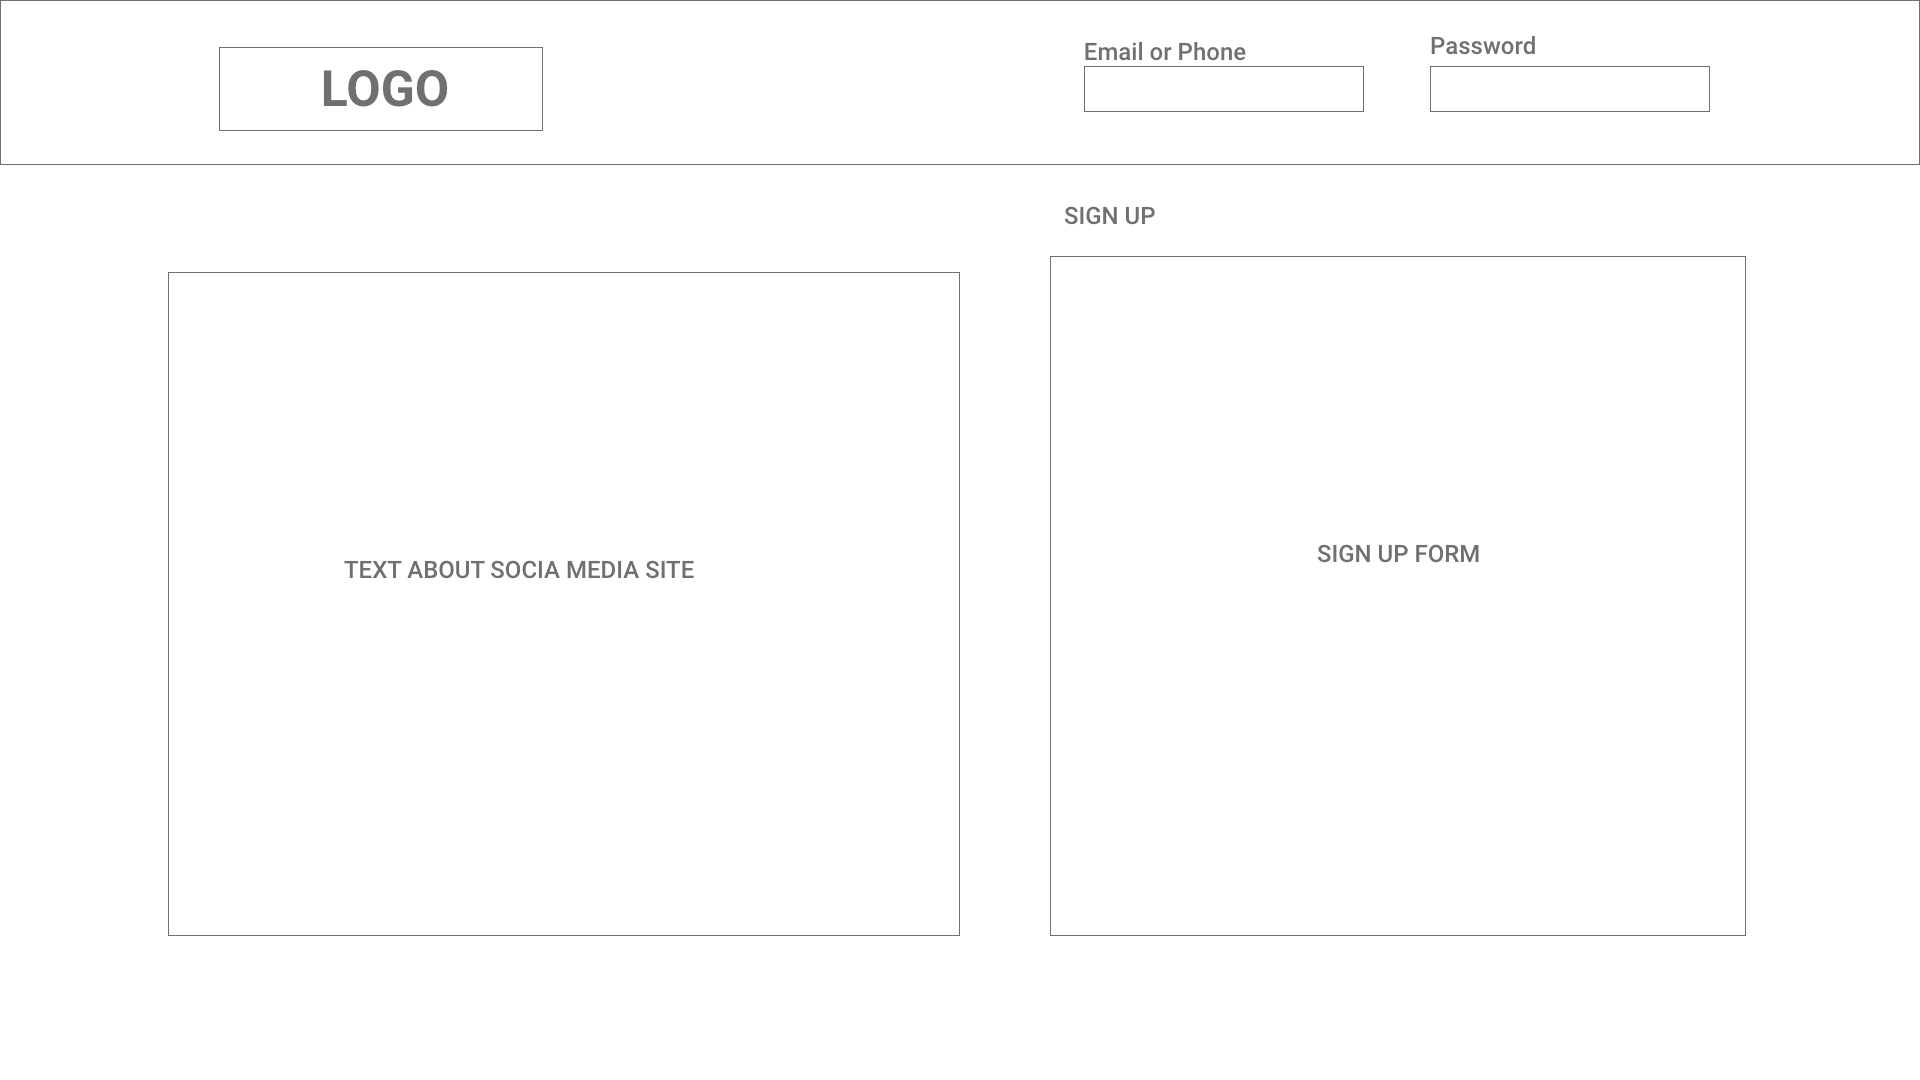 LOGO
Email or Phone
Password
SIGN UP
TEXT ABOUT SOCIA MEDIA SITE
SIGN UP FORM